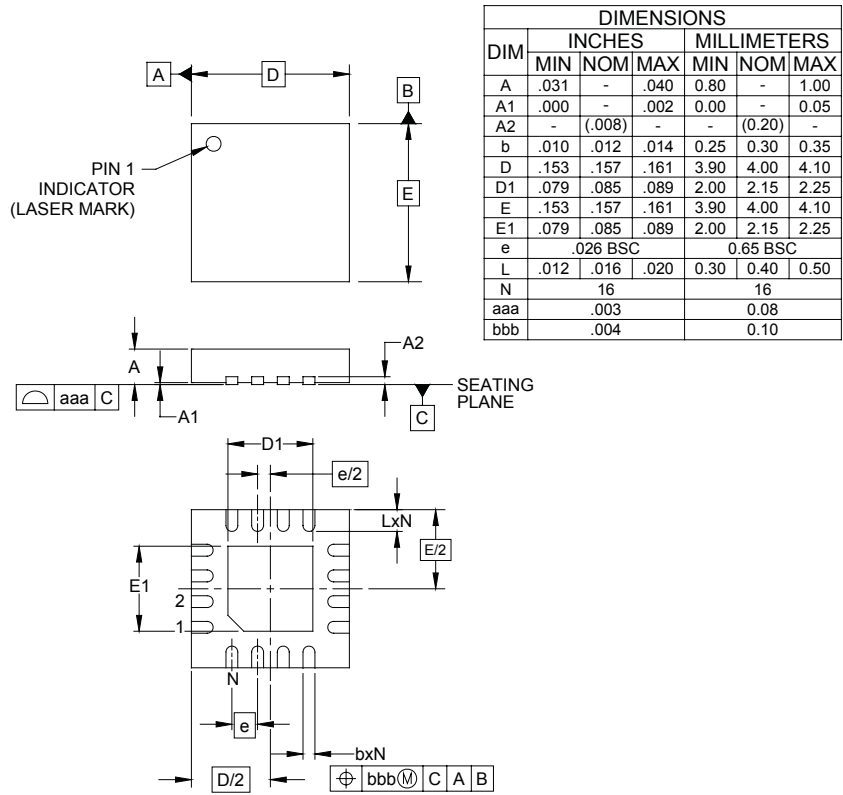 A
D
B
PIN 1
INDICATOR
(LASER MARK)
E
DIMENSIONS
DIM INCHES MILLIMETERS
MIN NOM MAX MIN NOM MAX
A .031 - .040 0.80 - 1.00
A1 .000 - .002 0.00 - 0.05
A2 - (.008) - - (0.20) -
b .010 .012 .014 0.25 0.30 0.35
D .153 .157 .161 3.90 4.00 4.10
D1 .079 .085 .089 2.00 2.15 2.25
E .153 .157 .161 3.90 4.00 4.10
E1 .079 .085 .089 2.00 2.15 2.25
e .026 BSC 0.65 BSC
L .012 .016 .020 0.30 0.40 0.50
N 16 16
aaa .003 0.08
bbb .004 0.10
A
A2
aaa C
A1
SEATING
PLANE
C
D1
e/2
LxN
E/2
E1
2
1
N
e
bxN
D/2
⌖ bbbⓂ C A B